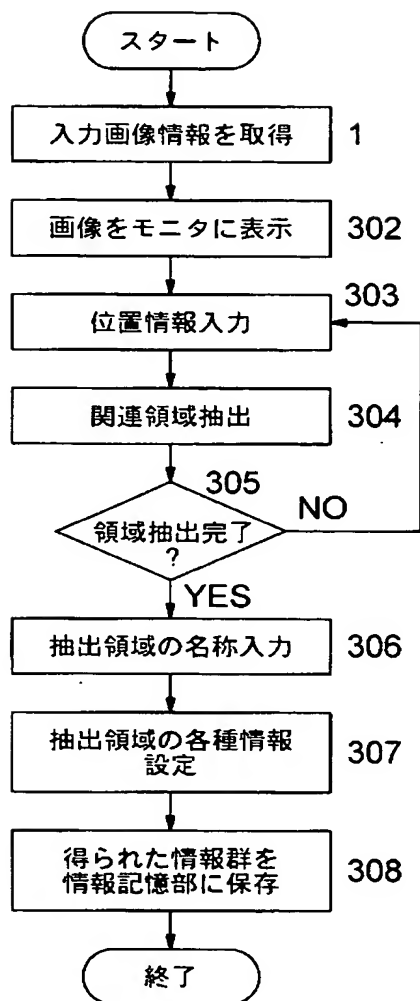 スタート
入力画像情報を取得
1
画像をモニタに表示
302
303
位置情報入力
関連領域抽出
304
305
領域抽出完了
?
NO
YES
抽出領域の名称入力
306
抽出領域の各種情報
設定
307
得られた情報群を
情報記憶部に保存
308
終了